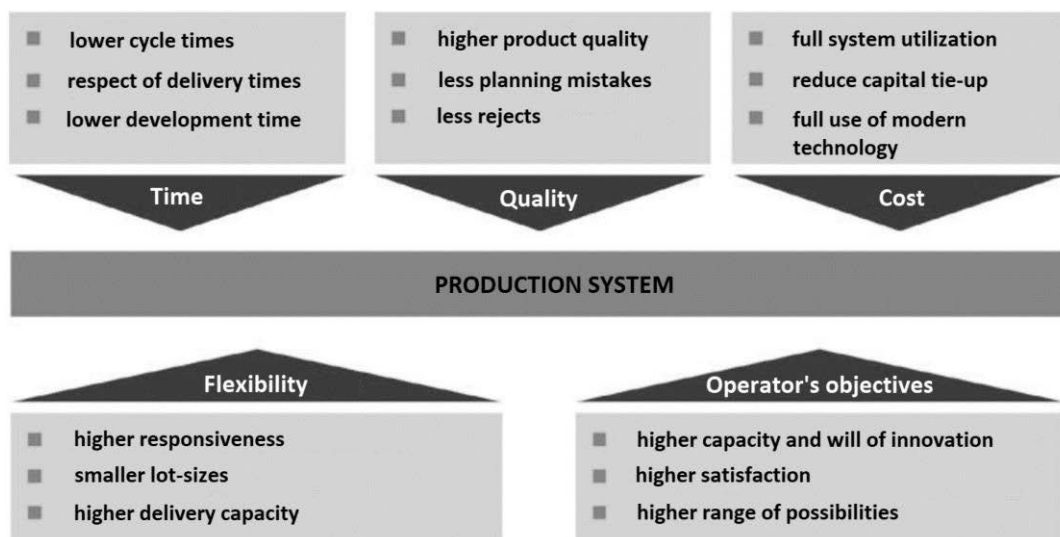 lower cycle times
respect of delivery times
lower development time
Time
higher product quality
less planning mistakes
less rejects
Quality
full system utilization
reduce capital tie-up
full use of modern
technology
Cost
PRODUCTION SYSTEM
Flexibility
higher responsiveness
smaller lot-sizes
higher delivery capacity
Operator's objectives
higher capacity and will of innovation
higher satisfaction
higher range of possibilities